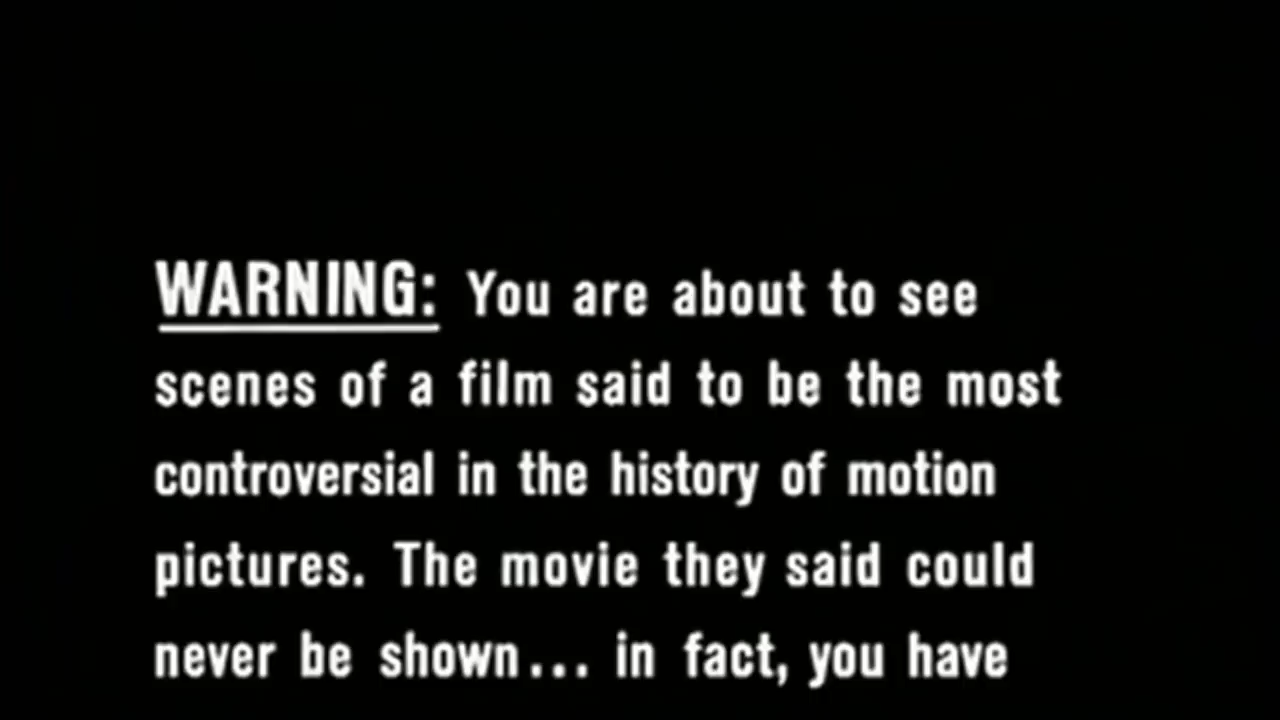 WARNING: You are about to see
scenes of a film said to be the most
controversial in the history of motion
pictures. The movie they said could
never be shown... in fact, you have